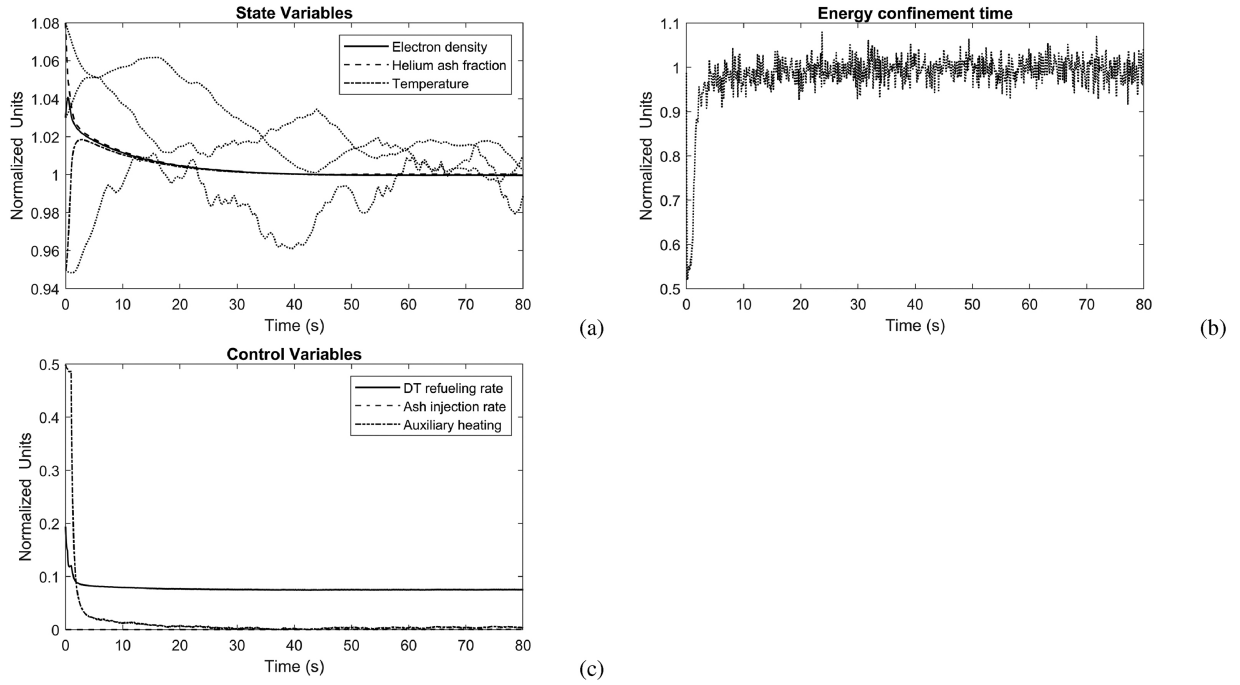 State Variables
1.08
1.06
1.04
1.02
1
0.98
0.96
0.94
Normalized Units
Electron density
Helium ash fraction
Temperature
0 10 20 30 40 50 60 70 80
Time (s)
(a)
Energy confinement time
1.1
1
0.9
0.8
0.7
0.6
0.5
Normalized Units
0 10 20 30 40 50 60 70 80
Time (s)
(b)
Control Variables
0.5
0.4
0.3
0.2
0.1
0
Normalized Units
DT refueling rate
Ash injection rate
Auxiliary heating
0 10 20 30 40 50 60 70 80
Time (s)
(c)